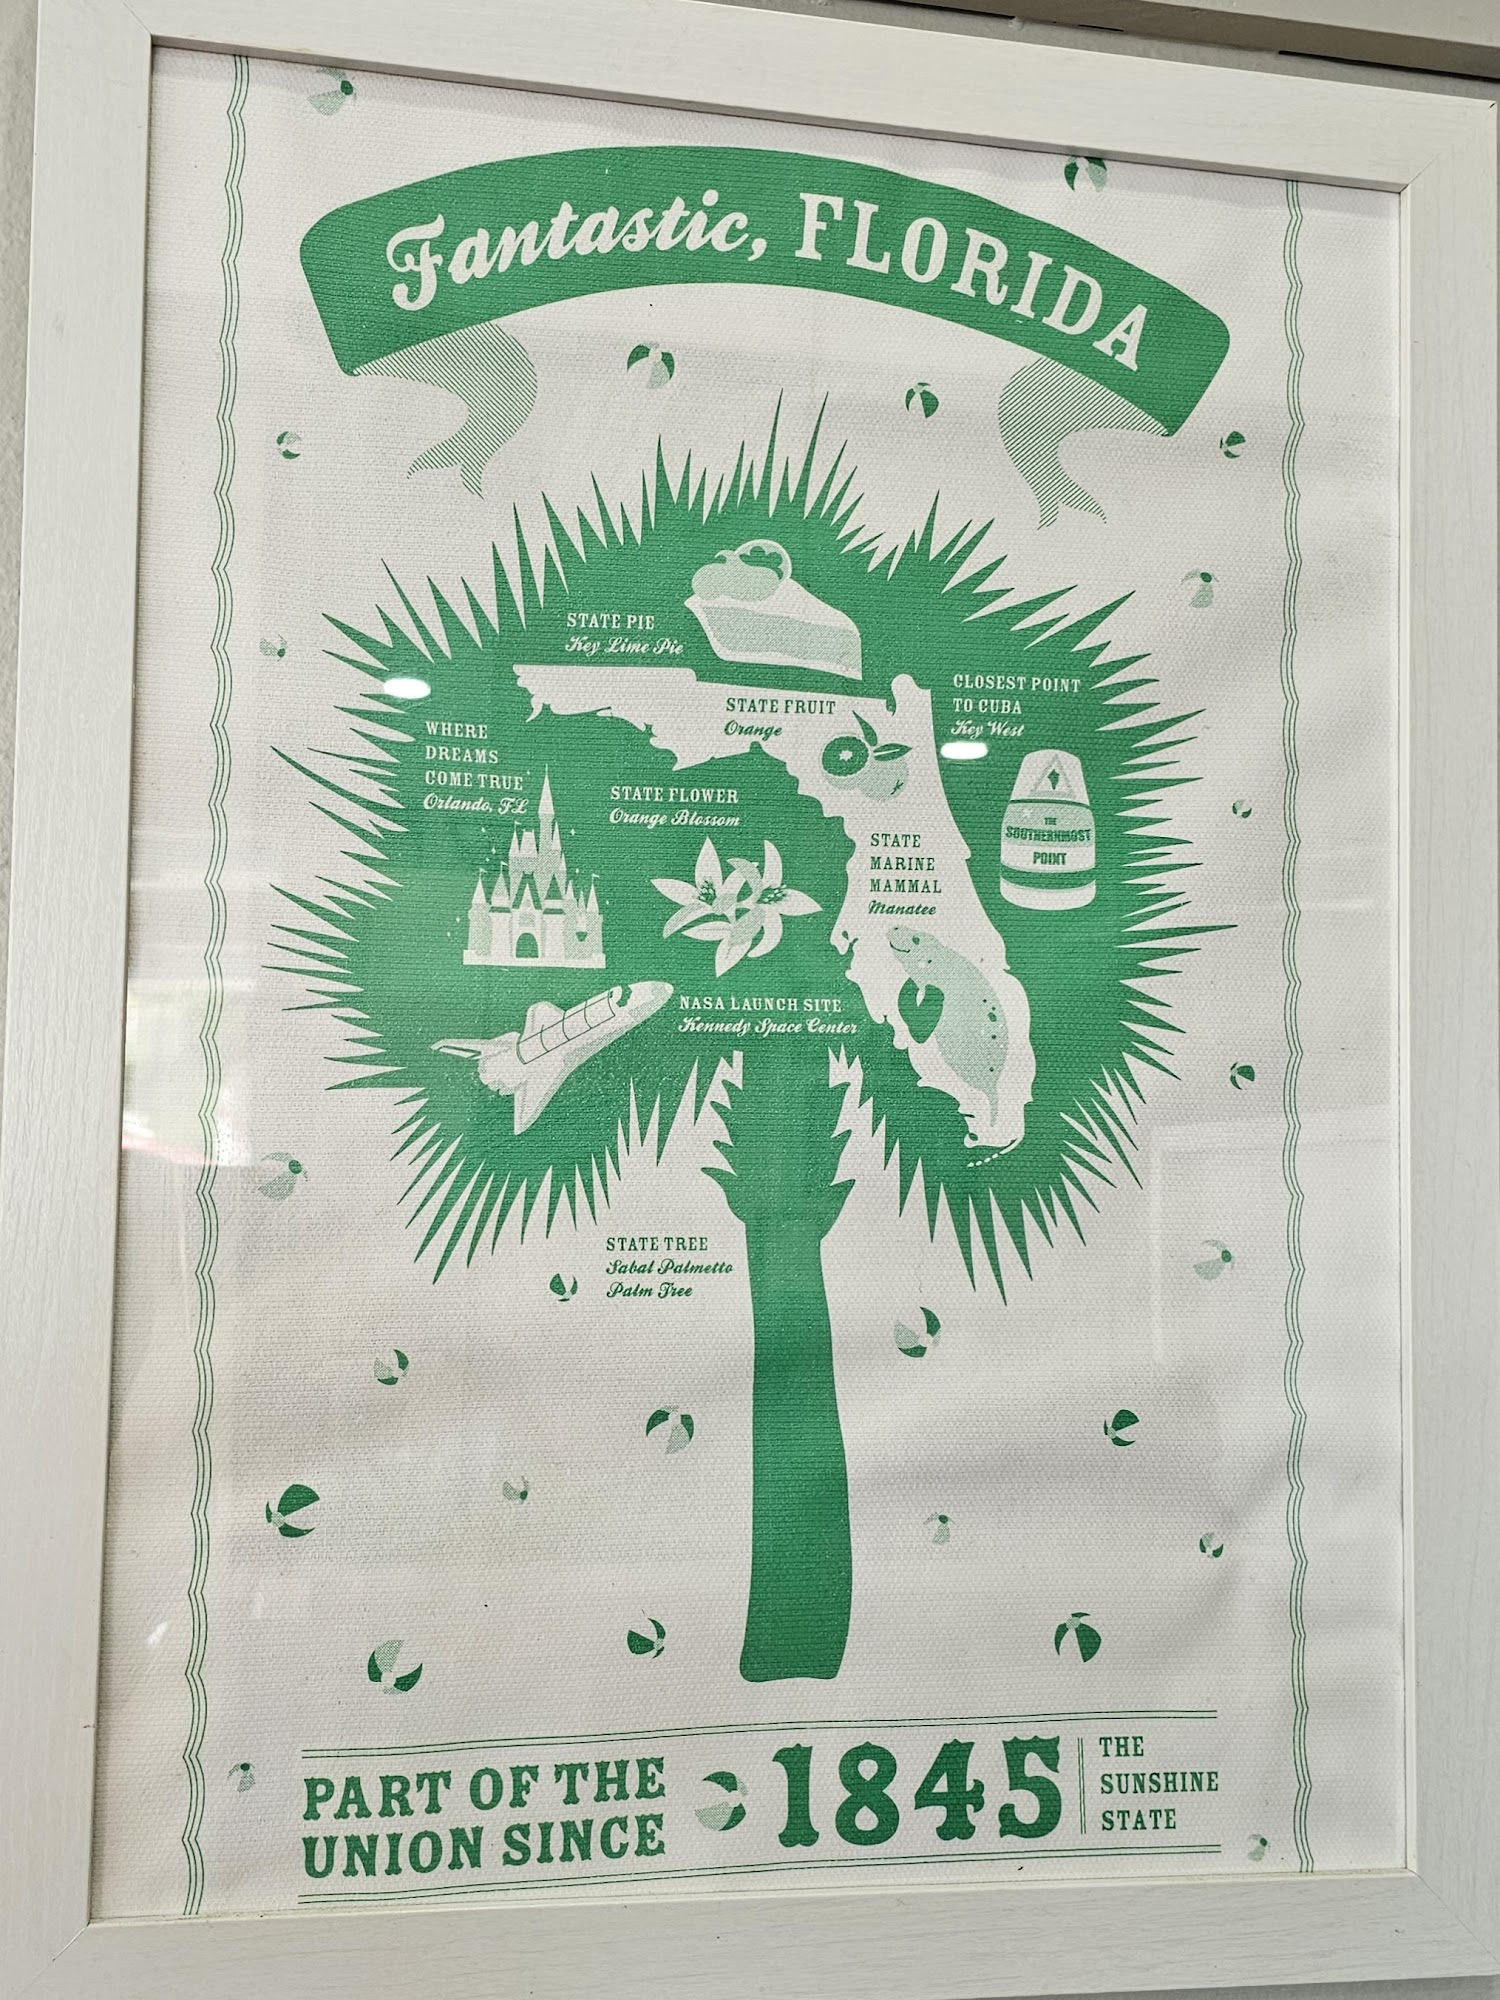 Fantastic, FLORIDA
STATE PIE
Key Lime Pie
CLOSEST POINT
TO CUBA
Key West
STATE FRUIT
Orange
WHERE
DREAMS
COME TRUE
Orlando, FL
STATE FLOWER
Orange Blossom
THE
SOUTHERNMOST
POINT
STATE
MARINE
MAMMAL
Manatee
NASA LAUNCH SITE
Kennedy Space Center
STATE TREE
Sabal Palmetto
Palm Tree
PART OF THE
UNION SINCE
1845
THE
SUNSHINE
STATE